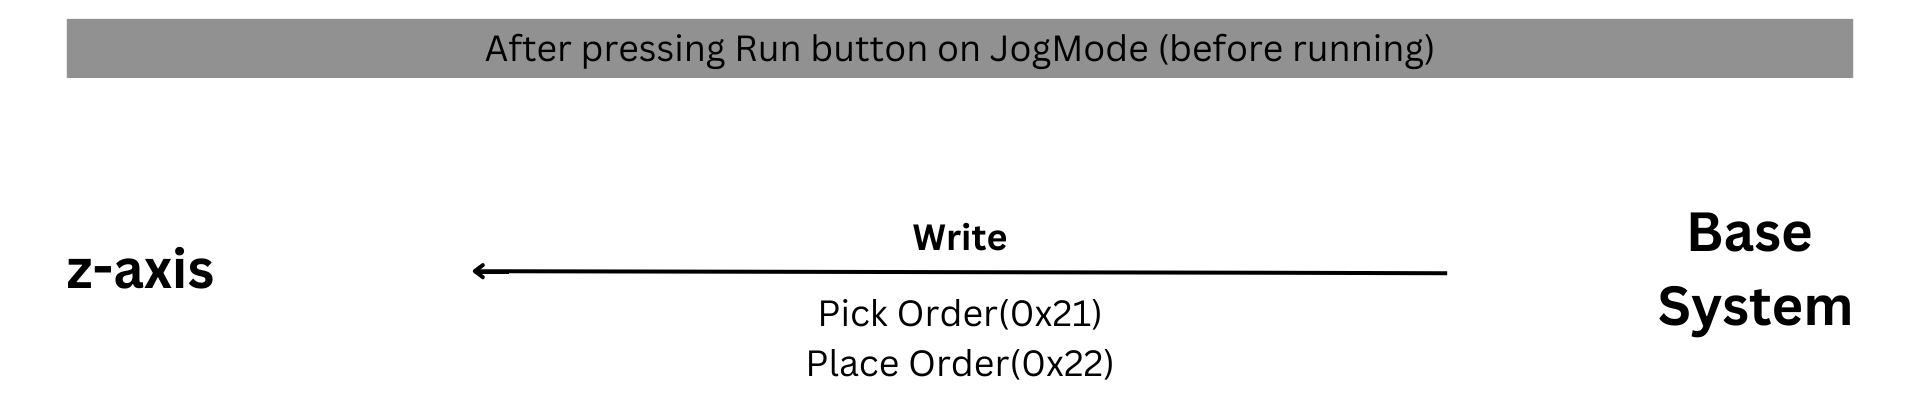 After pressing Run button on JogMode (before running)
z-axis
Write
Pick Order(0x21)
Place Order(0x22)
Base
System